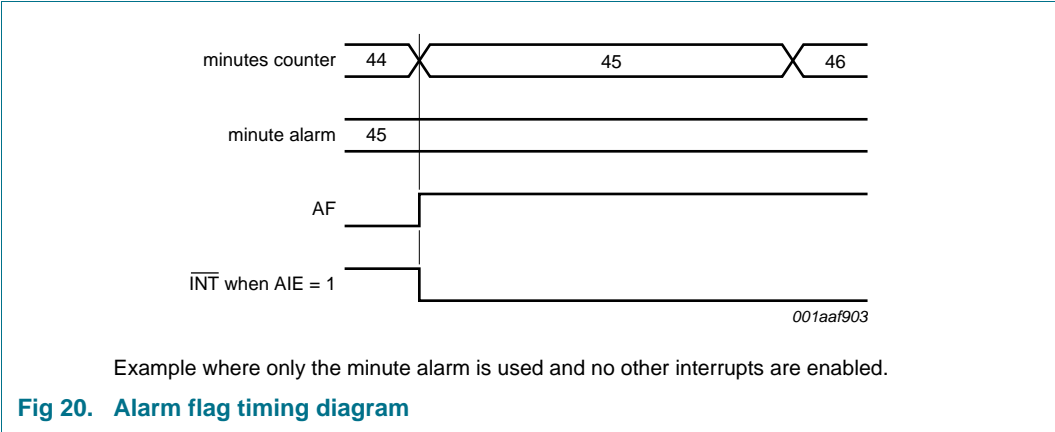 minutes counter 44 45 46
minute alarm 45
AF
INT when AIE = 1
001aaf903
Example where only the minute alarm is used and no other interrupts are enabled.
Fig 20. Alarm flag timing diagram